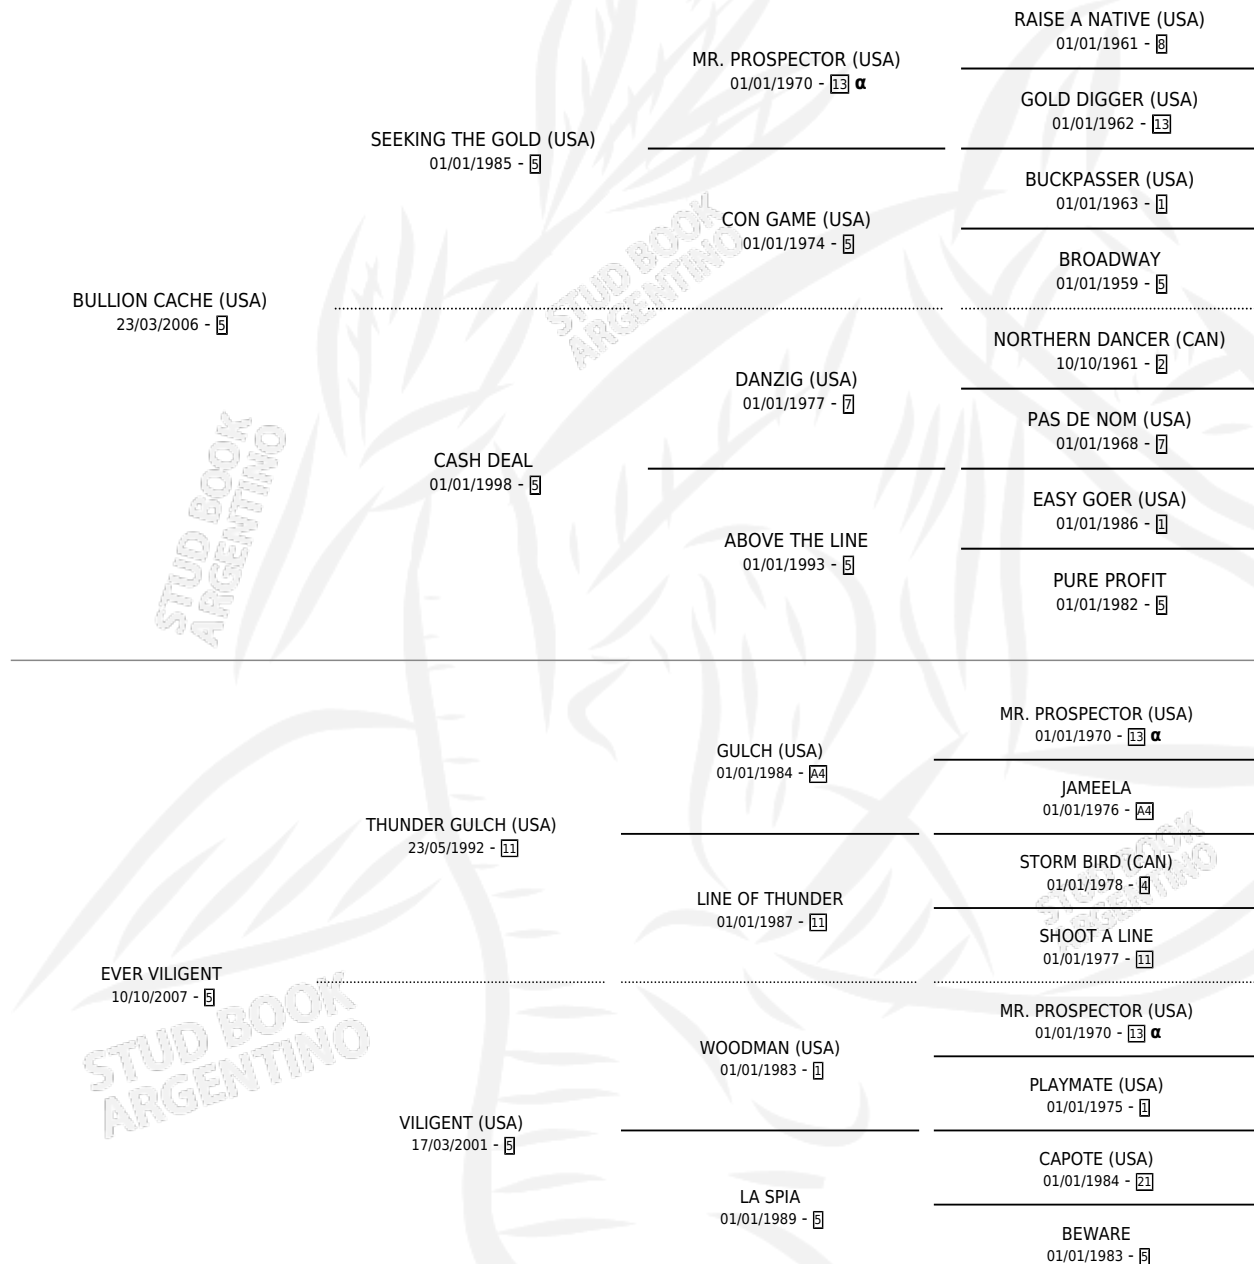 RAISE A NATIVE (USA)
01/01/1961 - 8
MR. PROSPECTOR (USA)
01/01/1970 - 13 α
GOLD DIGGER (USA)
01/01/1962 - 13
SEEKING THE GOLD (USA)
01/01/1985 - 5
BUCKPASSER (USA)
01/01/1963 - 1
CON GAME (USA)
01/01/1974 - 5
BROADWAY
01/01/1959 - 5
BULLION CACHE (USA)
23/03/2006 - 5
NORTHERN DANCER (CAN)
10/10/1961 - 2
DANZIG (USA)
01/01/1977 - 7
PAS DE NOM (USA)
01/01/1968 - 7
CASH DEAL
01/01/1998 - 5
EASY GOER (USA)
01/01/1986 - 1
ABOVE THE LINE
01/01/1993 - 5
PURE PROFIT
01/01/1982 - 5
STUD BOOK
ARGENTINO
STUD BOOK
ARGENTINO
MR. PROSPECTOR (USA)
01/01/1970 - 13 α
GULCH (USA)
01/01/1984 - A4
JAMEELA
01/01/1976 - A4
THUNDER GULCH (USA)
23/05/1992 - 11
STORM BIRD (CAN)
01/01/1978 - 4
LINE OF THUNDER
01/01/1987 - 11
SHOOT A LINE
01/01/1977 - 11
EVER VILIGENT
10/10/2007 - 5
MR. PROSPECTOR (USA)
01/01/1970 - 13 α
WOODMAN (USA)
01/01/1983 - 1
PLAYMATE (USA)
01/01/1975 - 1
VILIGENT (USA)
17/03/2001 - 5
CAPOTE (USA)
01/01/1984 - 21
LA SPIA
01/01/1989 - 5
BEWARE
01/01/1983 - 5
STUD BOOK
ARGENTINO
STUD BOOK
ARGENTINO